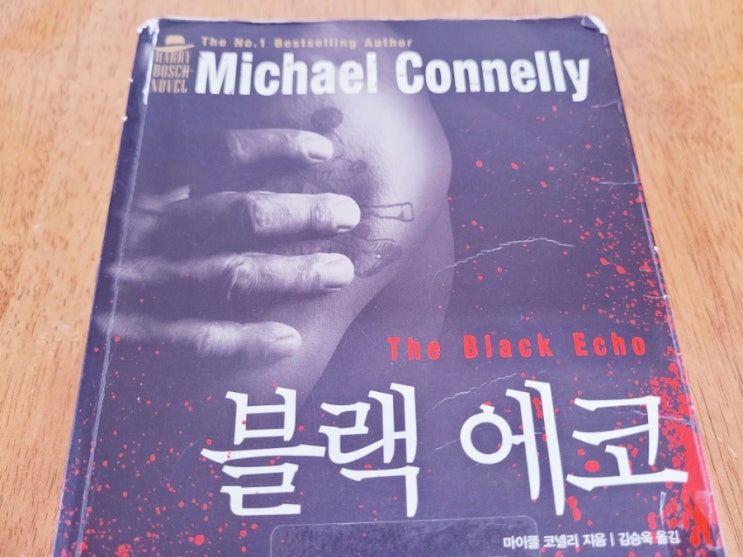 The No.1 Bestselling Author
HARRY
BOSCH
NOVEL
Michael Connelly
The Black Echo
블랙 에코
마이클 코넬리 지음 | 김승욱 옮김